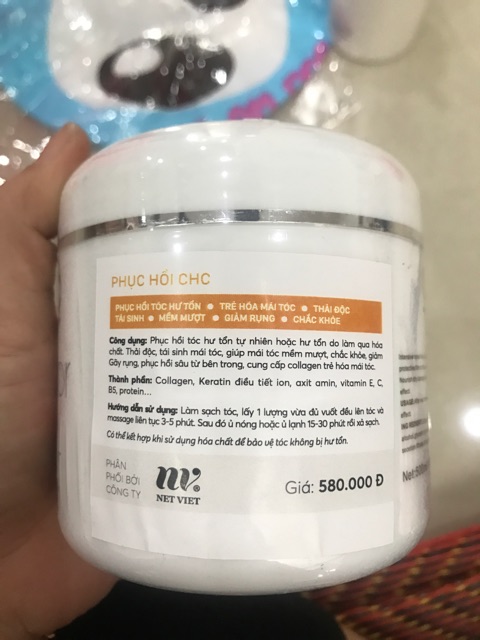 PHỤC HỒI CHC
PHỤC HỒI TÓC HƯ TỔN ● TRẺ HÓA MÁI TÓC ● THẢI ĐỘC
TÁI SINH ● MỀM MƯỢT ● GIẢM RỤNG ● CHẮC KHỎE
Công dụng: Phục hồi tóc hư tổn tự nhiên hoặc hư tổn do làm qua hóa
chất. Thải độc, tái sinh mái tóc, giúp mái tóc mềm mượt, chắc khỏe, giảm
Gãy rụng, phục hồi sâu từ bên trong, cung cấp collagen trẻ hóa mái tóc.
Thành phần: Collagen, Keratin điều tiết ion, axit amin, vitamin E, C,
B5, protein...
Hướng dẫn sử dụng: Làm sạch tóc, lấy 1 lượng vừa đủ vuốt đều lên tóc và
massage liên tục 3-5 phút. Sau đó ủ nóng hoặc ủ lạnh 15-30 phút rồi xả sạch.
Có thể kết hợp khi sử dụng hóa chất để bảo vệ tóc không bị hư tổn.
PHÂN
PHỐI BỞI
CÔNG TY
nv.®
NET VIET
Giá: 580.000 Đ